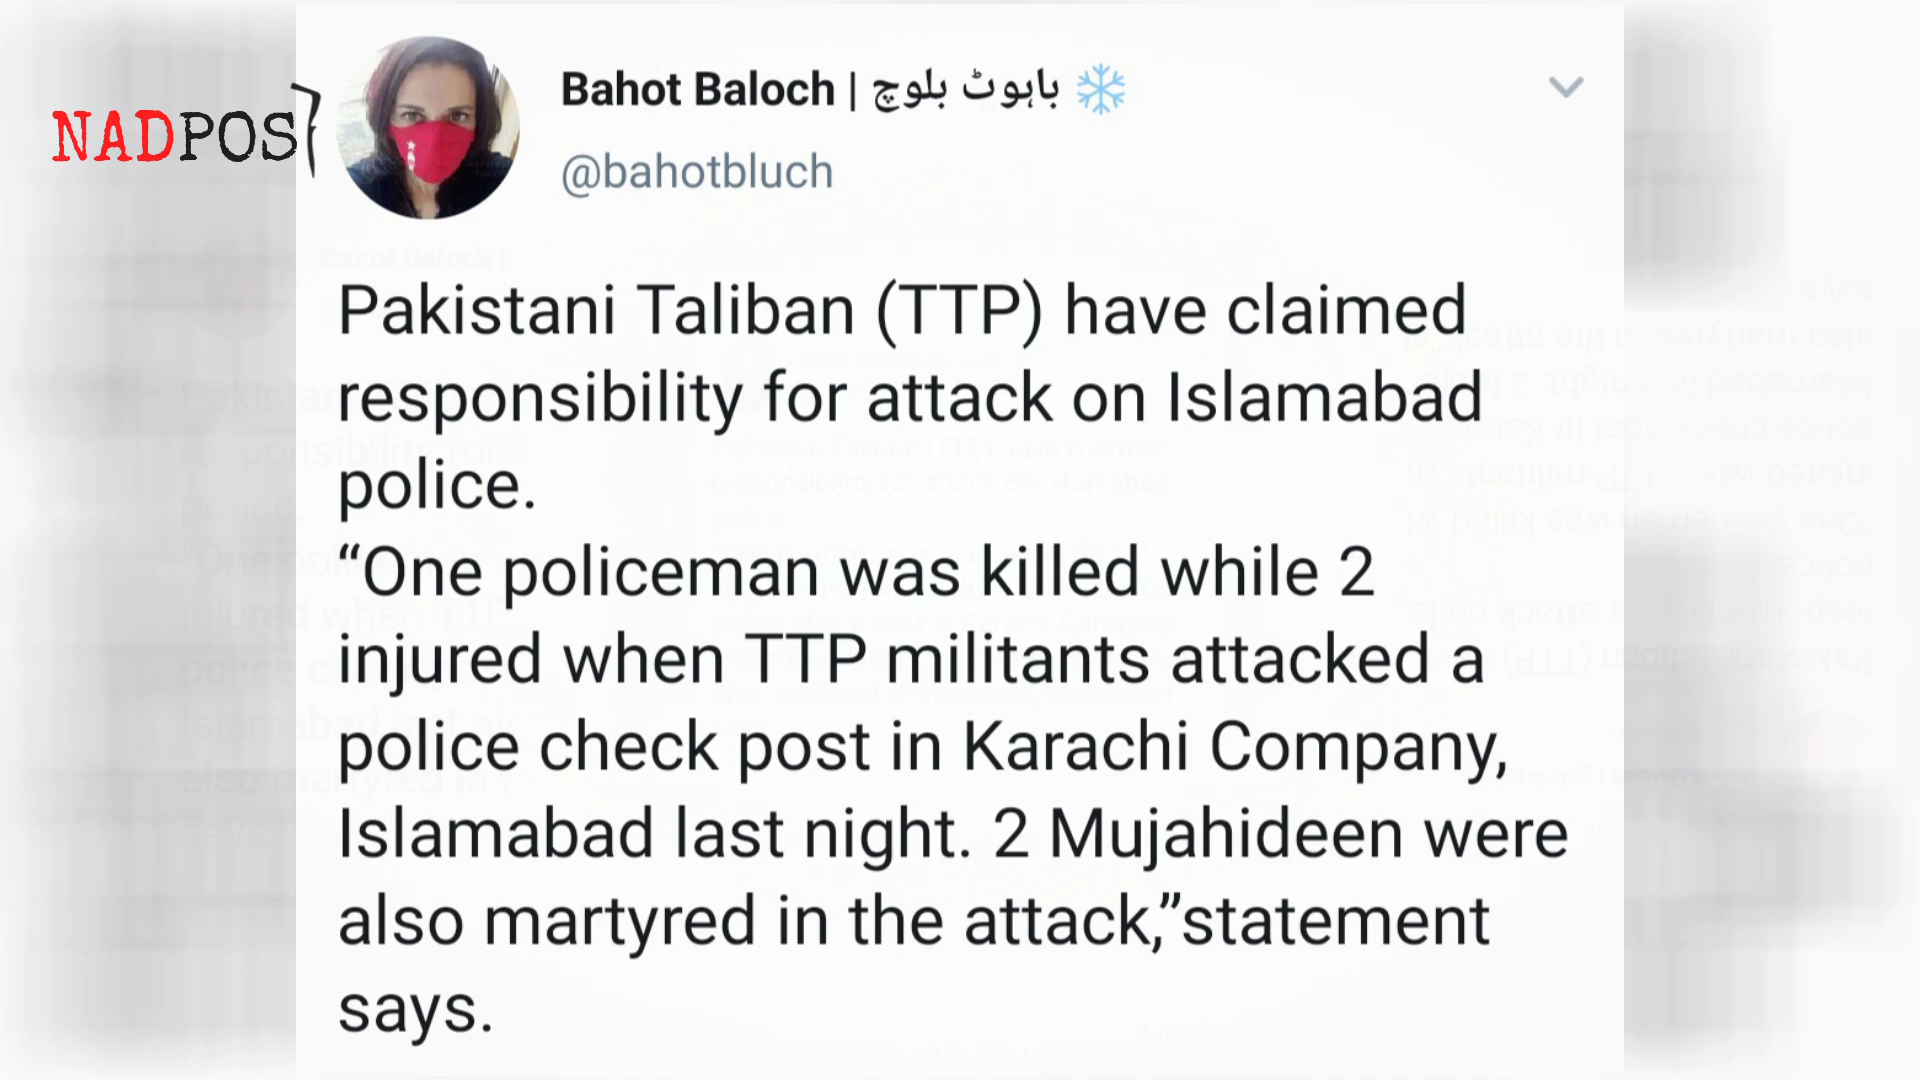 NADPOST
Bahot Baloch | باہوٹ بلوچ
@bahotbluch
Pakistani Taliban (TTP) have claimed
responsibility for attack on Islamabad
police.
“One policeman was killed while 2
injured when TTP militants attacked a
police check post in Karachi Company,
Islamabad last night. 2 Mujahideen were
also martyred in the attack,”statement
says.